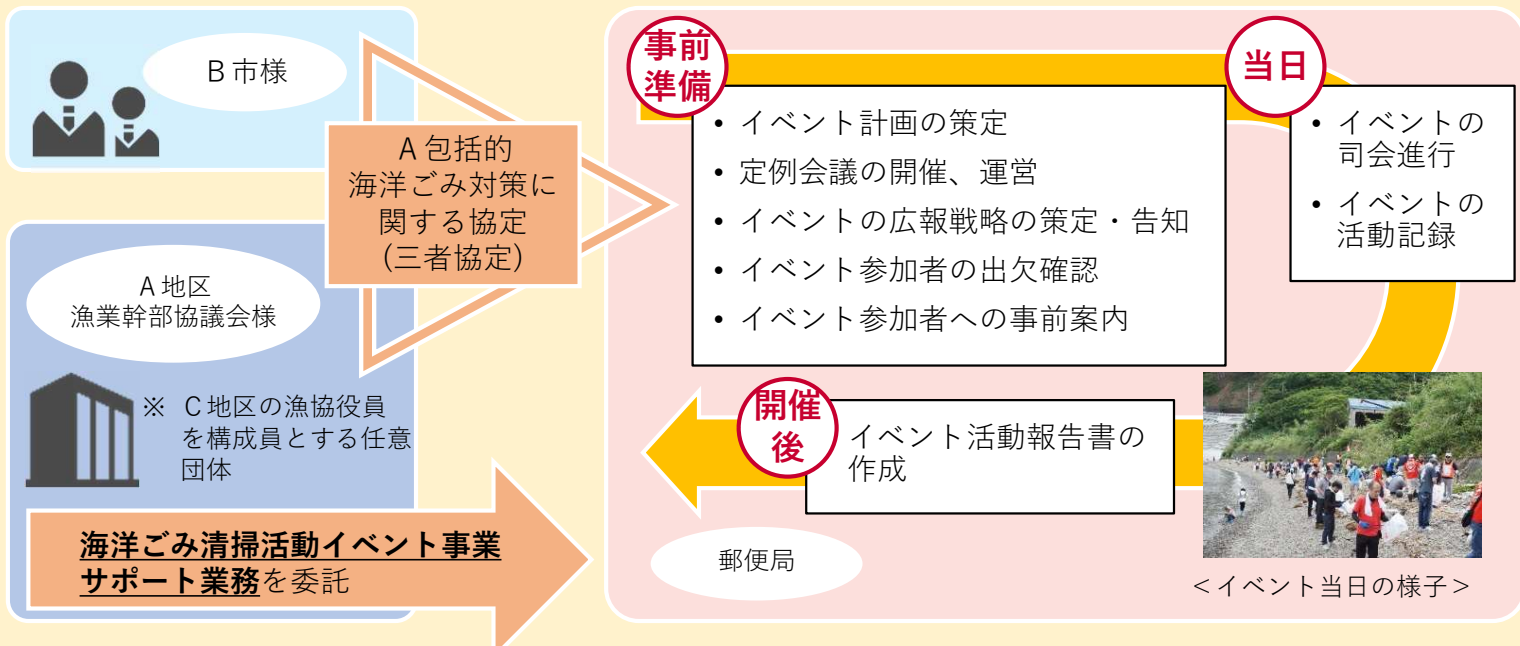 B市様
A包括的
海洋ごみ対策に
関する協定
(三者協定)
A地区
漁業幹部協議会様
※ C地区の漁協役員
を構成員とする任意
団体
海洋ごみ清掃活動イベント事業
サポート業務を委託
事前
準備
• イベント計画の策定
• 定例会議の開催、運営
• イベントの広報戦略の策定・告知
• イベント参加者の出欠確認
• イベント参加者への事前案内
当日
• イベントの
司会進行
• イベントの
活動記録
開催
後
イベント活動報告書の
作成
郵便局
<イベント当日の様子>